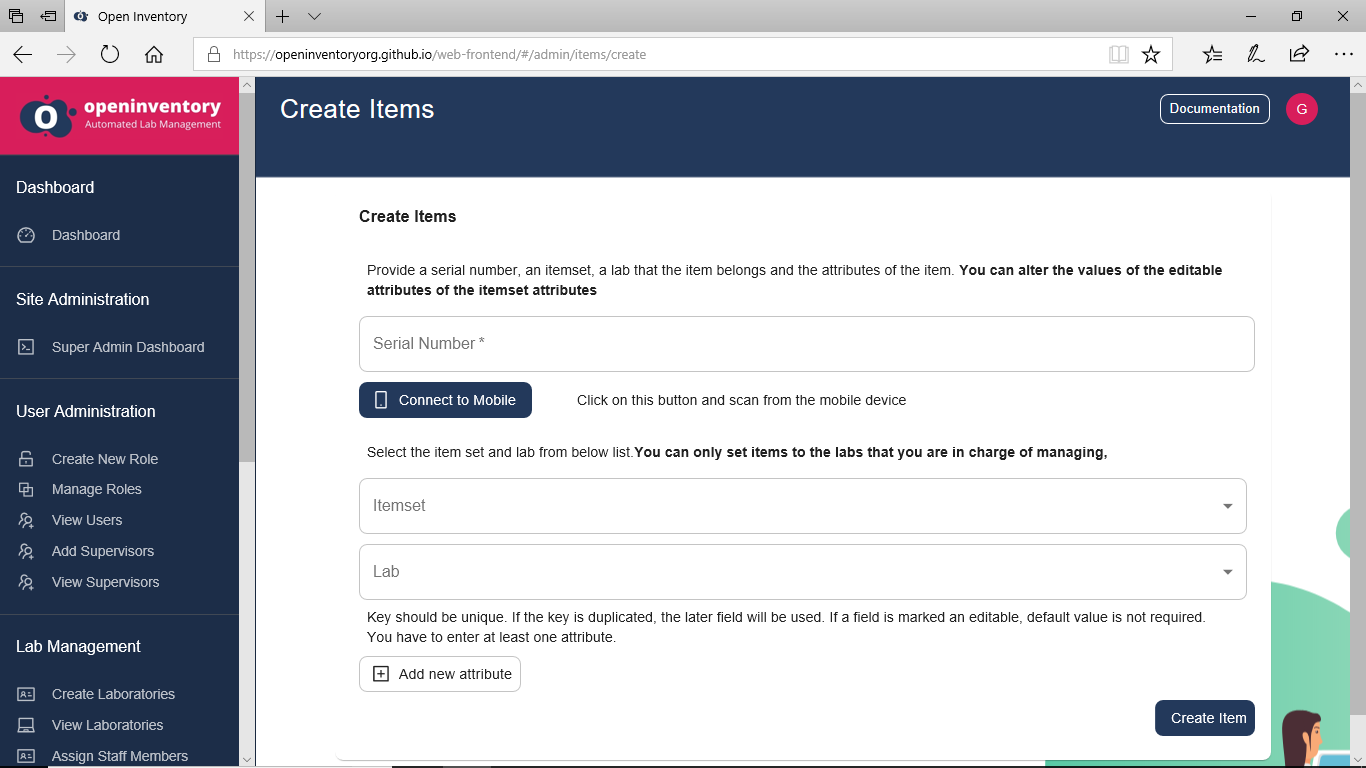 Open Inventory
https://openinventoryorg.github.io/web-frontend/#/admin/items/create
openinventory
Automated Lab Management
Create Items
Documentation
G
Dashboard
Dashboard
Site Administration
Super Admin Dashboard
User Administration
Create New Role
Manage Roles
View Users
Add Supervisors
View Supervisors
Lab Management
Create Laboratories
View Laboratories
Assign Staff Members
Create Items
Provide a serial number, an itemset, a lab that the item belongs and the attributes of the item. You can alter the values of the editable
attributes of the itemset attributes
Serial Number *
Connect to Mobile
Click on this button and scan from the mobile device
Select the item set and lab from below list.You can only set items to the labs that you are in charge of managing,
Itemset
Lab
Key should be unique. If the key is duplicated, the later field will be used. If a field is marked an editable, default value is not required.
You have to enter at least one attribute.
Add new attribute
Create Item